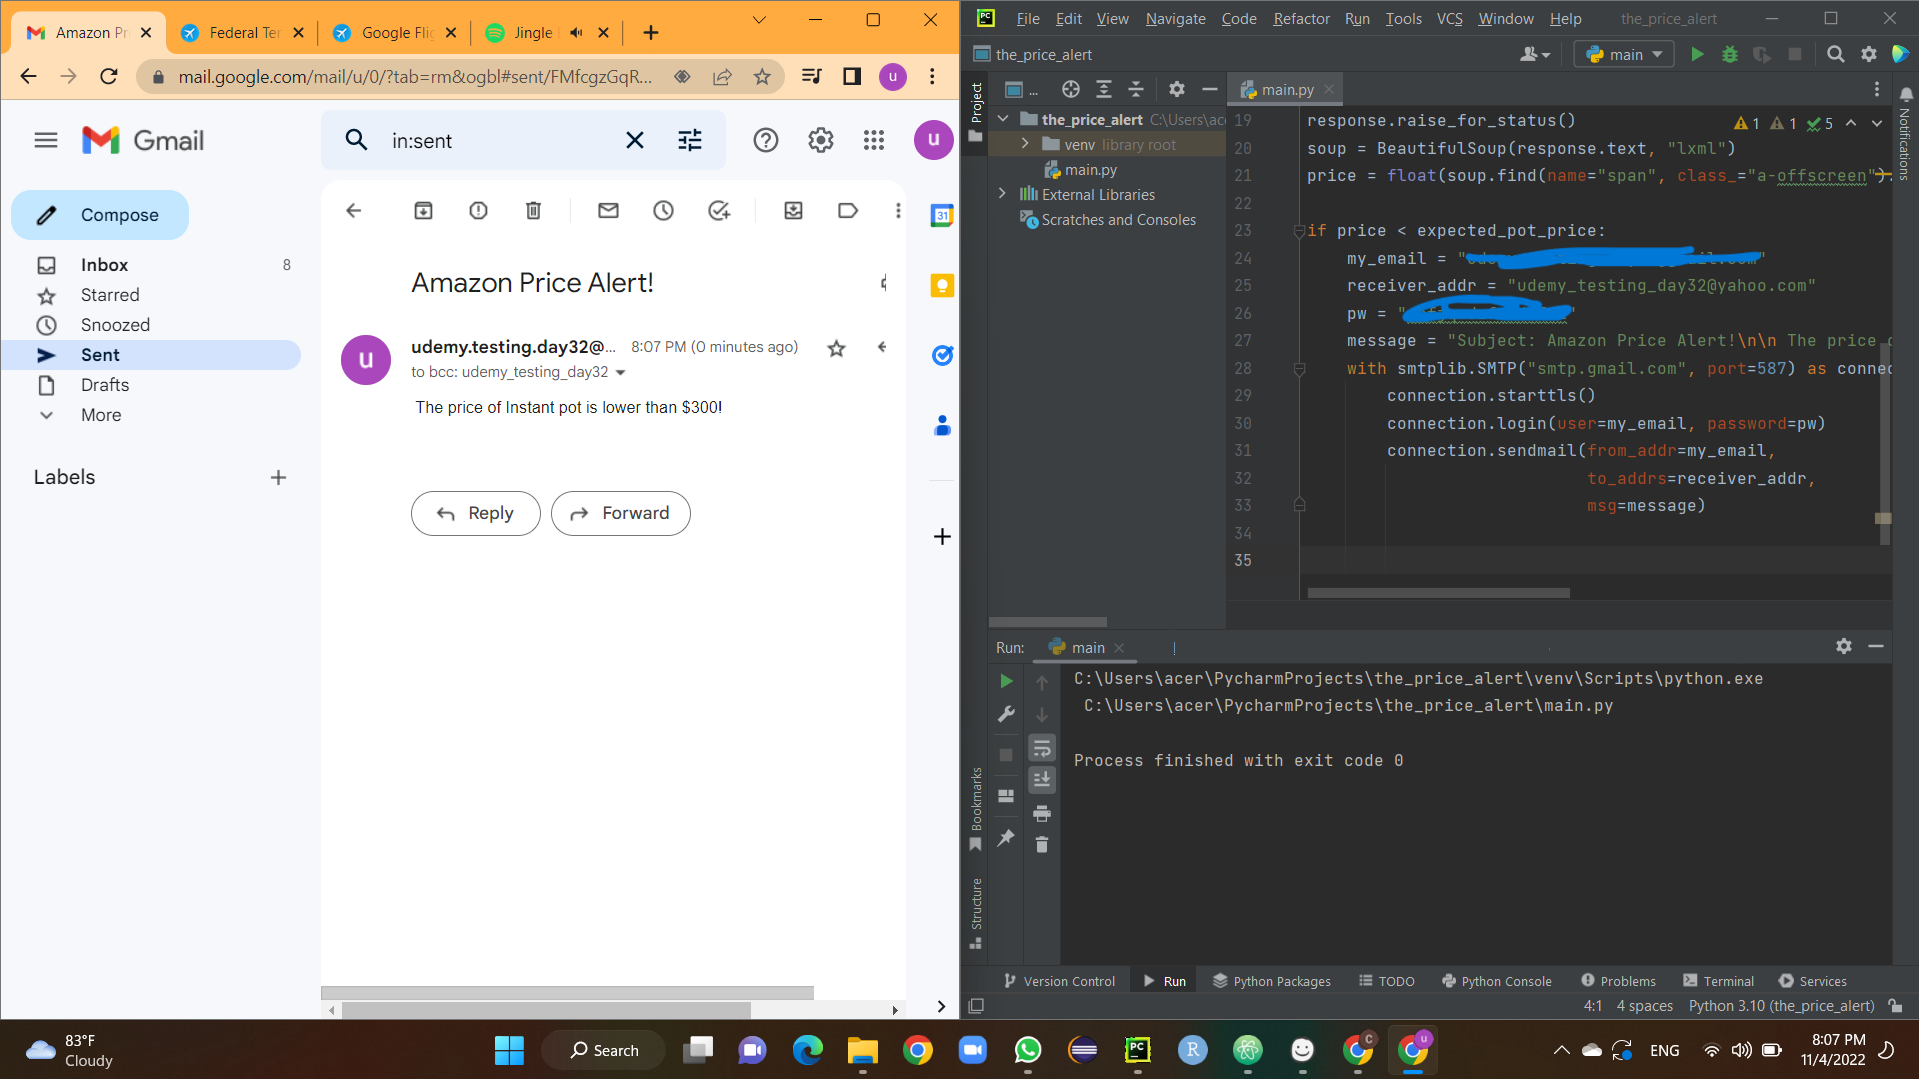 Amazon Pr
Federal Ter
Google Flig
Jingle
mail.google.com/mail/u/0/?tab=rm&ogbl#sent/FMfcgzGqR...
u
Gmail
in:sent
u
Compose
Inbox 8
Starred
Snoozed
Sent
Drafts
More
Labels
31
Amazon Price Alert!
u
udemy.testing.day32@... 8:07 PM (0 minutes ago)
to bcc: udemy_testing_day32
The price of Instant pot is lower than $300!
Reply
Forward
PC File Edit View Navigate Code Refactor Run Tools VCS Window Help the_price_alert
the_price_alert
main
Project
...
main.py
the_price_alert C:\Users\ace
venv library root
main.py
External Libraries
Scratches and Consoles
Notifications
1 1 5
19 response.raise_for_status()
20 soup = BeautifulSoup(response.text, "lxml")
21 price = float(soup.find(name="span", class_="a-offscreen").
22
23 if price < expected_pot_price:
24 my_email = "
25 receiver_addr = "udemy_testing_day32@yahoo.com"
26 pw = "
27 message = "Subject: Amazon Price Alert!\n\n The price o
28 with smtplib.SMTP("smtp.gmail.com", port=587) as connec
29 connection.starttls()
30 connection.login(user=my_email, password=pw)
31 connection.sendmail(from_addr=my_email,
32 to_addrs=receiver_addr,
33 msg=message)
34
35
Run: main
C:\Users\acer\PycharmProjects\the_price_alert\venv\Scripts\python.exe
C:\Users\acer\PycharmProjects\the_price_alert\main.py
Process finished with exit code 0
Bookmarks
Structure
Version Control Run Python Packages TODO Python Console Problems Terminal Services
4:1 4 spaces Python 3.10 (the_price_alert)
83°F
Cloudy
Search
PC
R
C
u
ENG
8:07 PM
11/4/2022